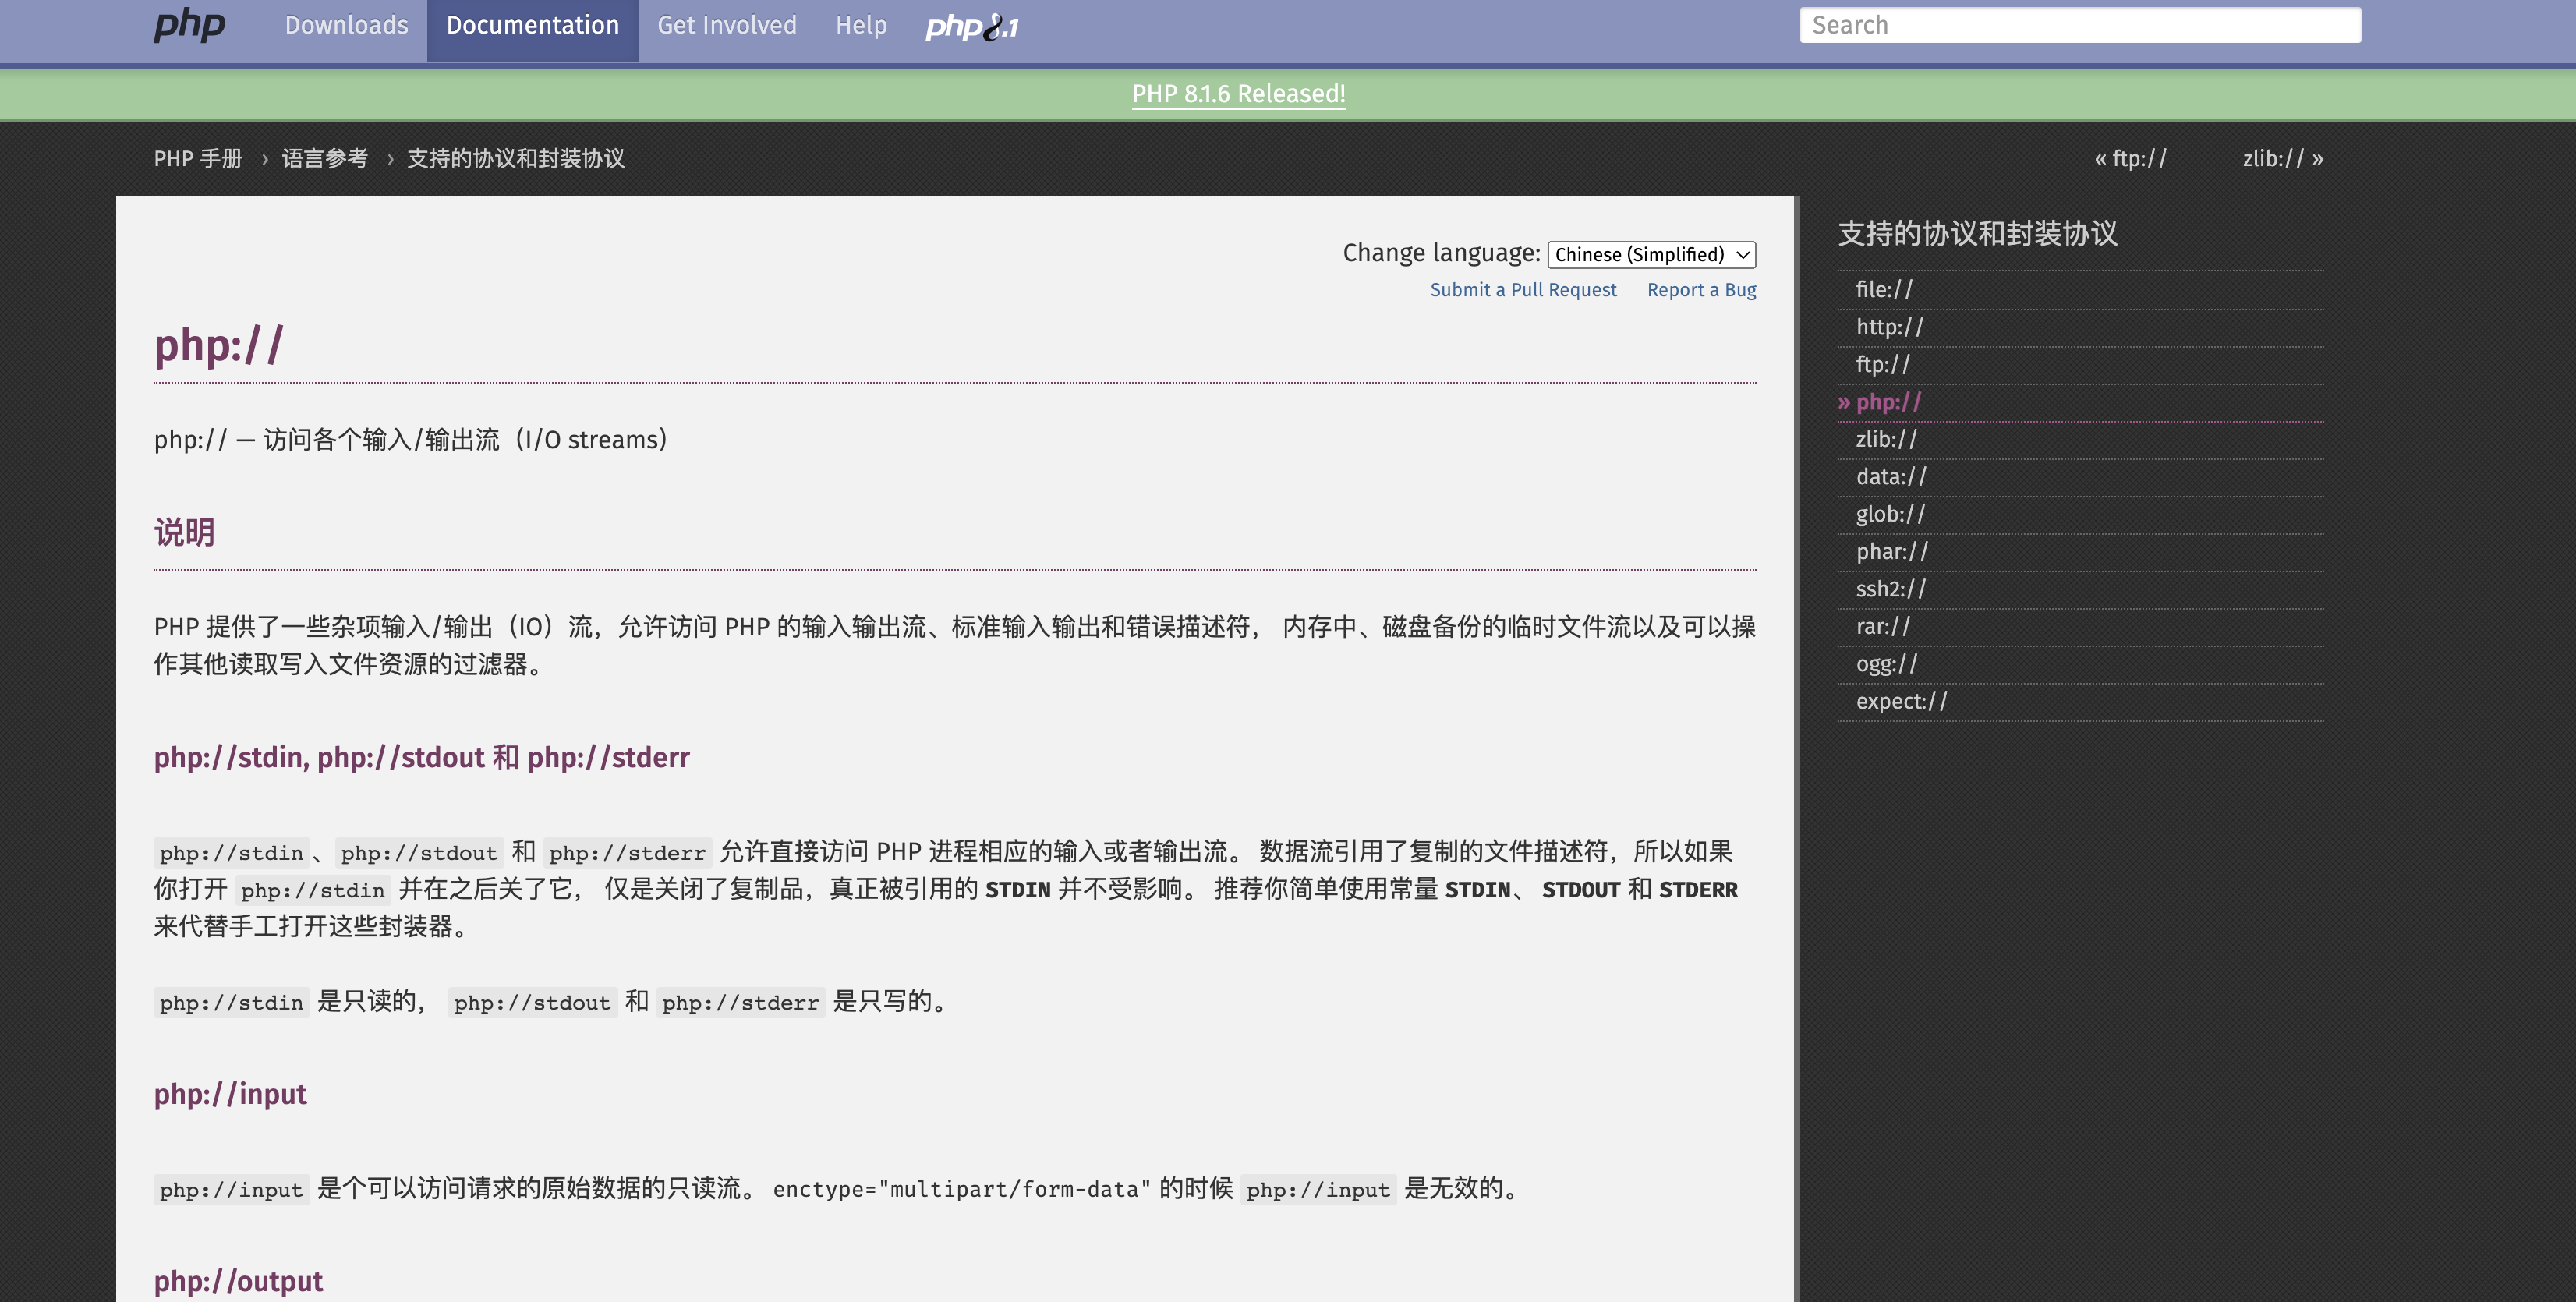 php Downloads Documentation Get Involved Help php8.1 Search
PHP 8.1.6 Released!
PHP 手册 › 语言参考 › 支持的协议和封装协议 « ftp:// zlib:// »
Change language: Chinese (Simplified)
Submit a Pull Request Report a Bug
php://
php:// — 访问各个输入/输出流（I/O streams）
说明
PHP 提供了一些杂项输入/输出（IO）流，允许访问 PHP 的输入输出流、标准输入输出和错误描述符， 内存中、磁盘备份的临时文件流以及可以操
作其他读取写入文件资源的过滤器。
php://stdin, php://stdout 和 php://stderr
php://stdin、php://stdout 和 php://stderr 允许直接访问 PHP 进程相应的输入或者输出流。 数据流引用了复制的文件描述符，所以如果
你打开 php://stdin 并在之后关了它， 仅是关闭了复制品，真正被引用的 STDIN 并不受影响。 推荐你简单使用常量 STDIN、 STDOUT 和 STDERR
来代替手工打开这些封装器。
php://stdin 是只读的， php://stdout 和 php://stderr 是只写的。
php://input
php://input 是个可以访问请求的原始数据的只读流。 enctype="multipart/form-data" 的时候 php://input 是无效的。
php://output
支持的协议和封装协议
file://
http://
ftp://
» php://
zlib://
data://
glob://
phar://
ssh2://
rar://
ogg://
expect://